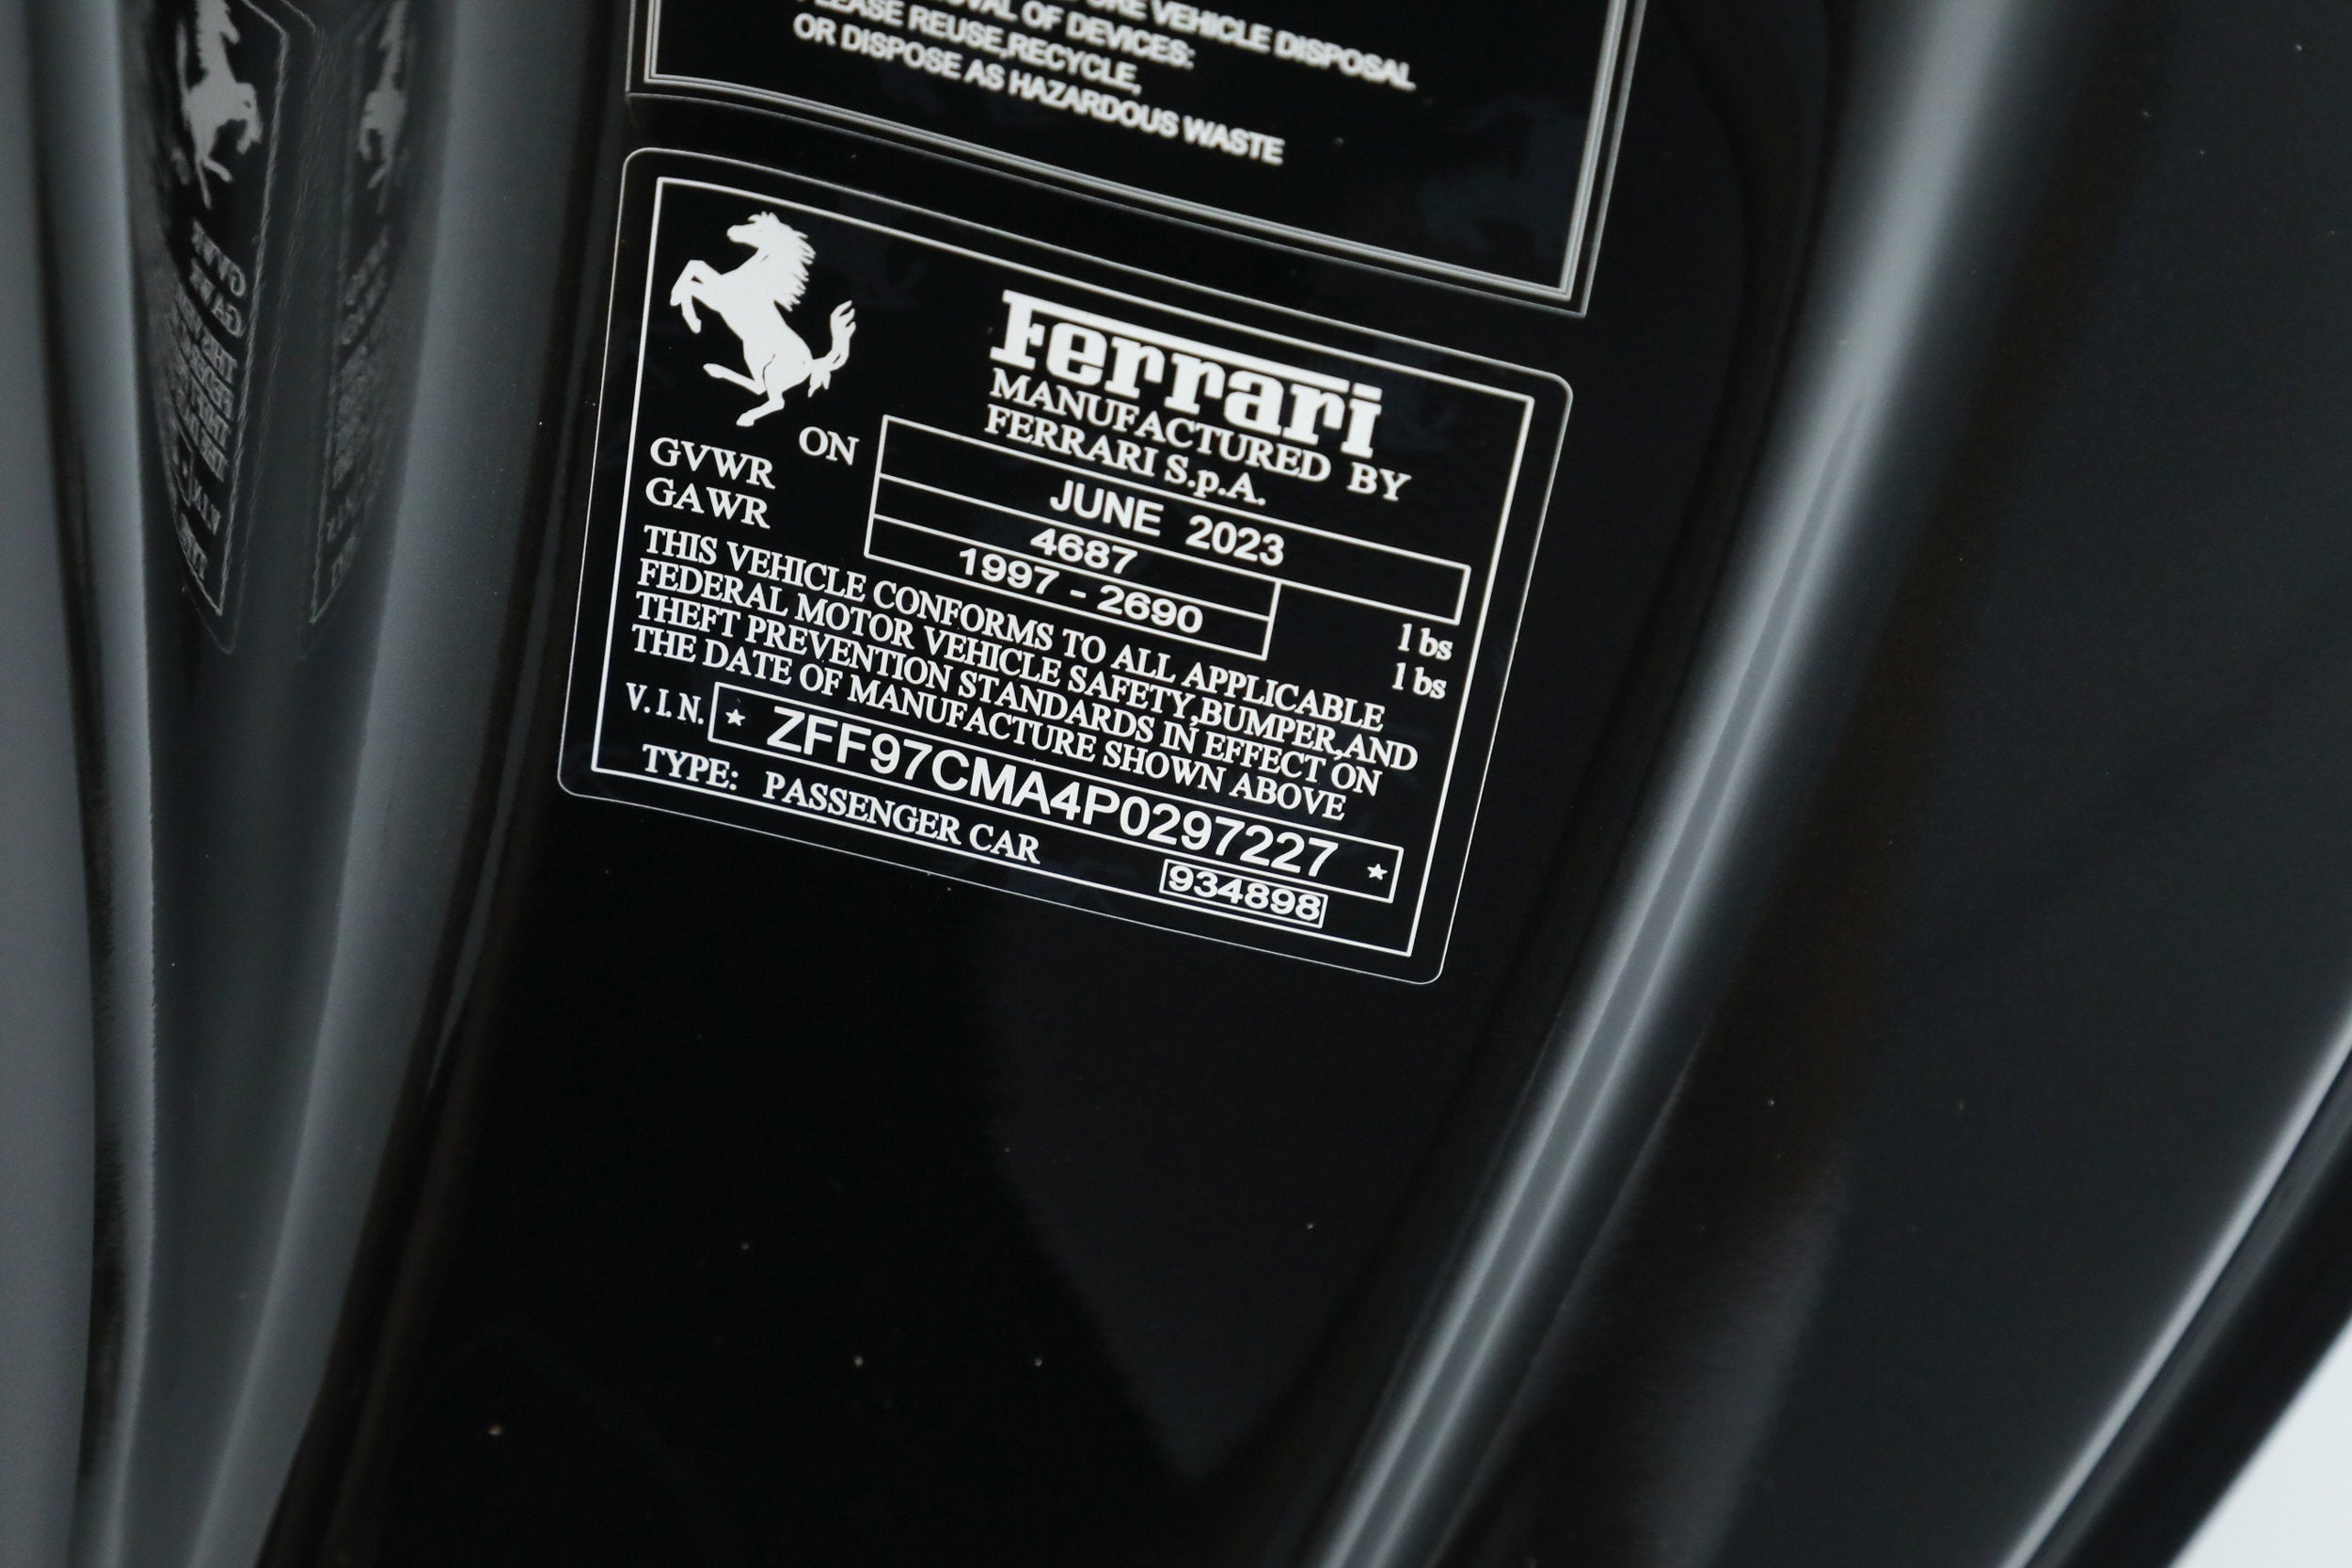 VEHICLE DISPOSAL
OF DEVICES:
PLEASE REUSE,RECYCLE,
OR DISPOSE AS HAZARDOUS WASTE
Ferrari
MANUFACTURED BY
FERRARI S.p.A.
ON JUNE 2023
GVWR 4687 lbs
GAWR 1997 - 2690 lbs
THIS VEHICLE CONFORMS TO ALL APPLICABLE
FEDERAL MOTOR VEHICLE SAFETY,BUMPER,AND
THEFT PREVENTION STANDARDS IN EFFECT ON
THE DATE OF MANUFACTURE SHOWN ABOVE
V.I.N. ★ ZFF97CMA4P0297227 ★
TYPE: PASSENGER CAR
934898